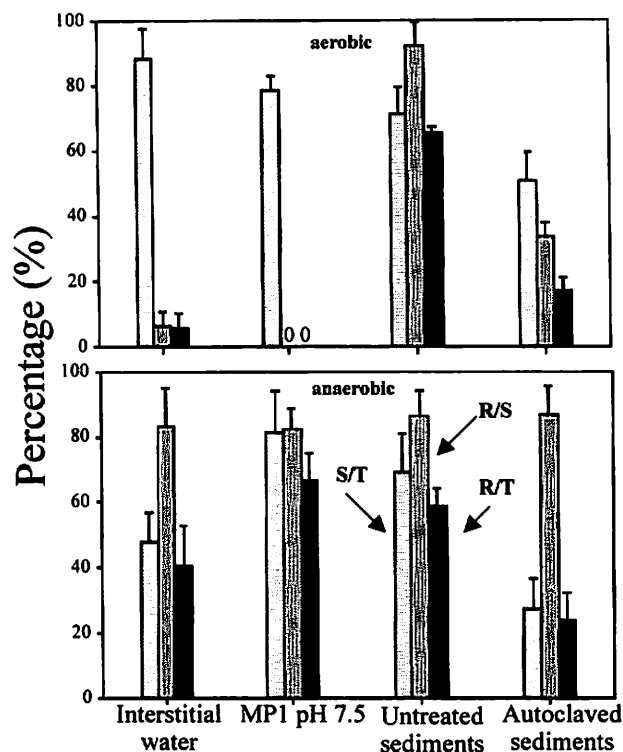 100
aerobic
80
60
40
20
0
0 0
Percentage (%)
100
anaerobic
80
60
40
20
0
S/T
R/S
R/T
Interstitial
water
MP1 pH 7.5
Untreated
sediments
Autoclaved
sediments